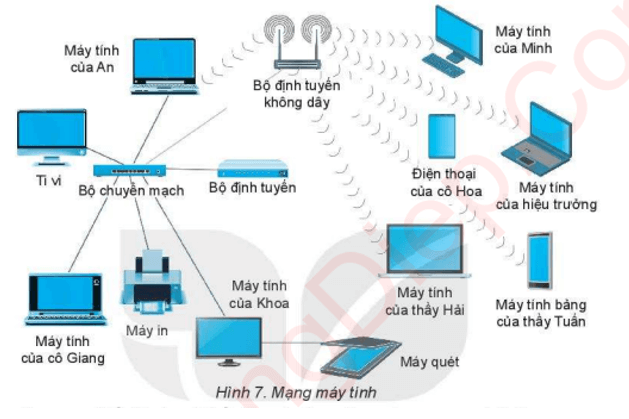 Máy tính
của An
Bộ định tuyến
không dây
Máy tính
của Minh
Ti vi
Bộ chuyển mạch
Bộ định tuyến
Điện thoại
của cô Hoa
Máy tính
của hiệu trưởng
Máy tính
của cô Giang
Máy in
Máy tính
của Khoa
Máy quét
Máy tính
của thầy Hải
Máy tính bảng
của thầy Tuấn
Hình 7. Mạng máy tính